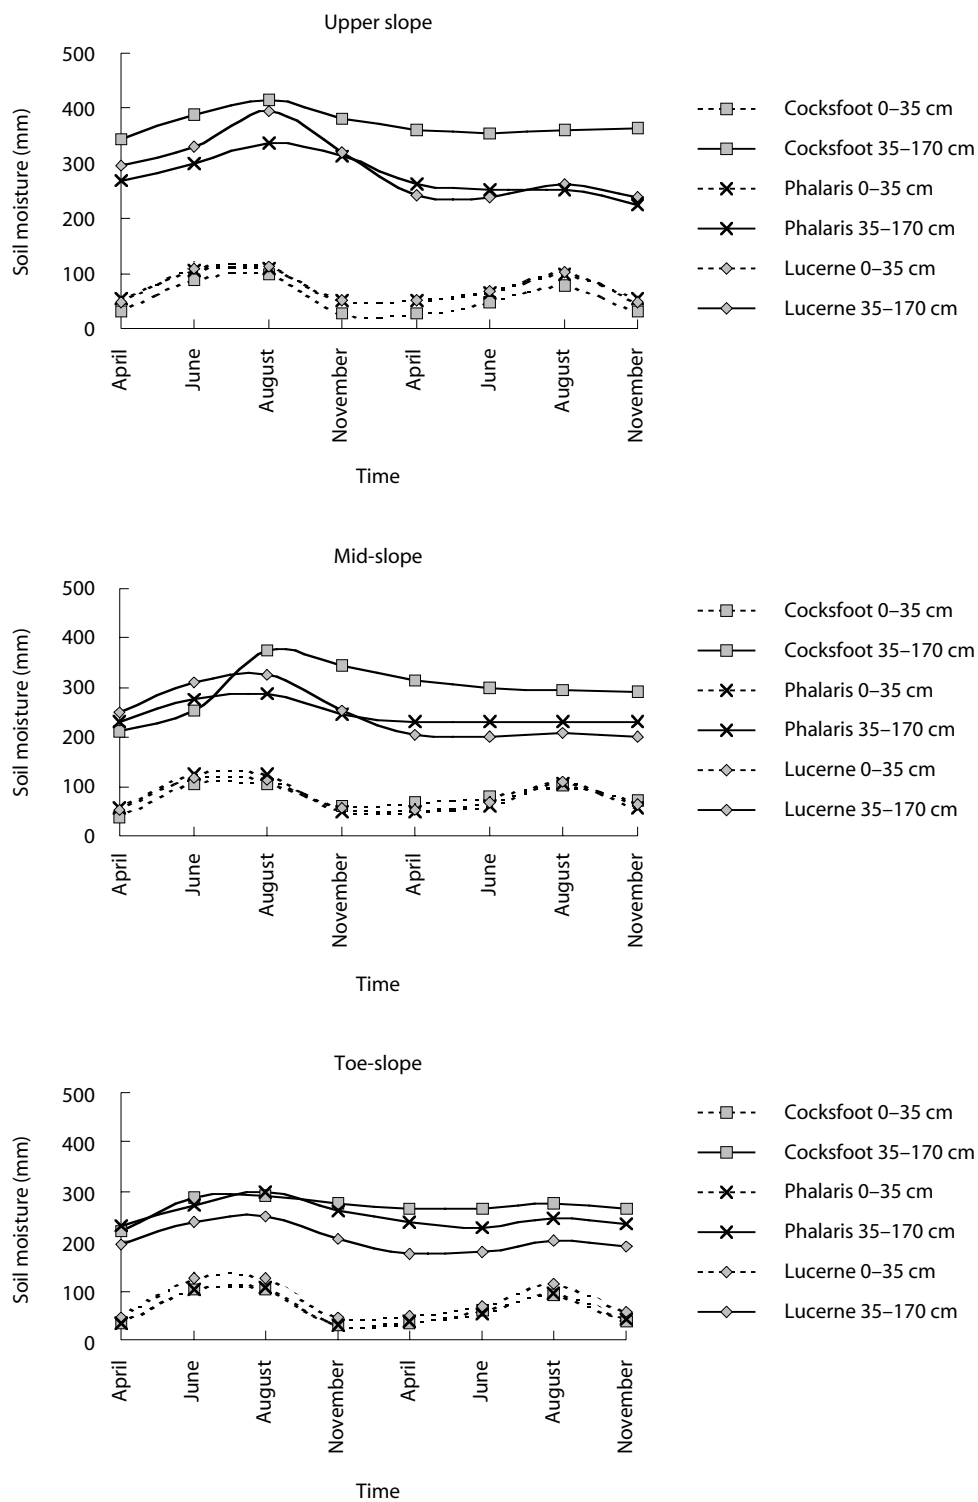 Upper slope
Soil moisture (mm)
500
400
300
200
100
0
April
June
August
November
April
June
August
November
Time
Cocksfoot 0–35 cm
Cocksfoot 35–170 cm
Phalaris 0–35 cm
Phalaris 35–170 cm
Lucerne 0–35 cm
Lucerne 35–170 cm
Mid-slope
Soil moisture (mm)
500
400
300
200
100
0
April
June
August
November
April
June
August
November
Time
Cocksfoot 0–35 cm
Cocksfoot 35–170 cm
Phalaris 0–35 cm
Phalaris 35–170 cm
Lucerne 0–35 cm
Lucerne 35–170 cm
Toe-slope
Soil moisture (mm)
500
400
300
200
100
0
April
June
August
November
April
June
August
November
Time
Cocksfoot 0–35 cm
Cocksfoot 35–170 cm
Phalaris 0–35 cm
Phalaris 35–170 cm
Lucerne 0–35 cm
Lucerne 35–170 cm